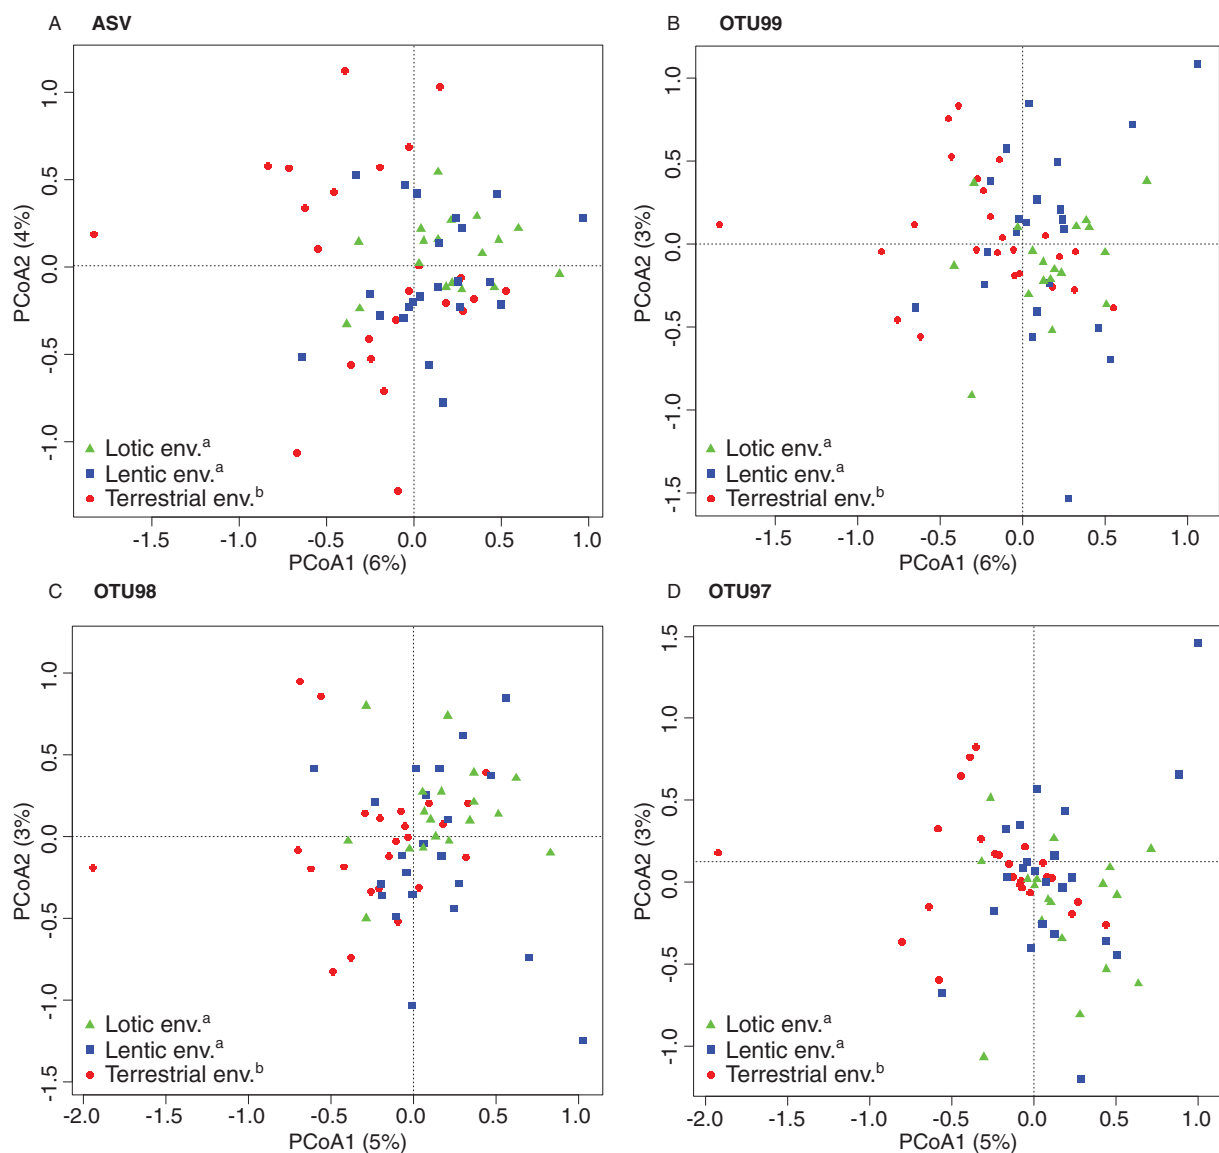 A ASV
1.0
0.5
0.0
-0.5
-1.0
PCoA2 (4%)
Lotic env.a
Lentic env.a
Terrestrial env.b
-1.5 -1.0 -0.5 0.0 0.5 1.0
PCoA1 (6%)
B OTU99
1.0
0.5
0.0
-0.5
-1.0
-1.5
PCoA2 (3%)
Lotic env.a
Lentic env.a
Terrestrial env.b
-1.5 -1.0 -0.5 0.0 0.5 1.0
PCoA1 (6%)
C OTU98
1.0
0.5
0.0
-0.5
-1.0
-1.5
PCoA2 (3%)
Lotic env.a
Lentic env.a
Terrestrial env.b
-2.0 -1.5 -1.0 -0.5 0.0 0.5 1.0
PCoA1 (5%)
D OTU97
1.5
1.0
0.5
0.0
-0.5
-1.0
PCoA2 (3%)
Lotic env.a
Lentic env.a
Terrestrial env.b
-2.0 -1.5 -1.0 -0.5 0.0 0.5 1.0
PCoA1 (5%)